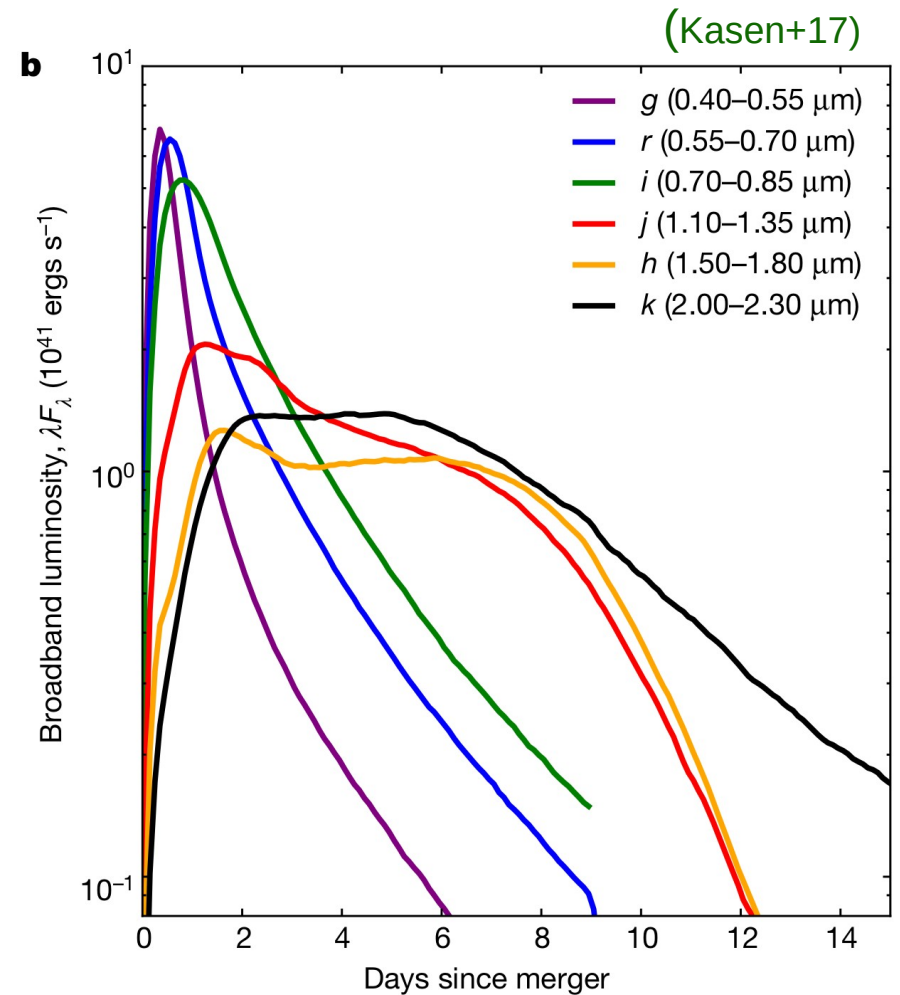 (Kasen+17)
b
10¹
g (0.40–0.55 μm)
r (0.55–0.70 μm)
i (0.70–0.85 μm)
j (1.10–1.35 μm)
h (1.50–1.80 μm)
k (2.00–2.30 μm)
Broadband luminosity, λF_λ (10⁴¹ ergs s⁻¹)
10⁰
10⁻¹
0 2 4 6 8 10 12 14
Days since merger